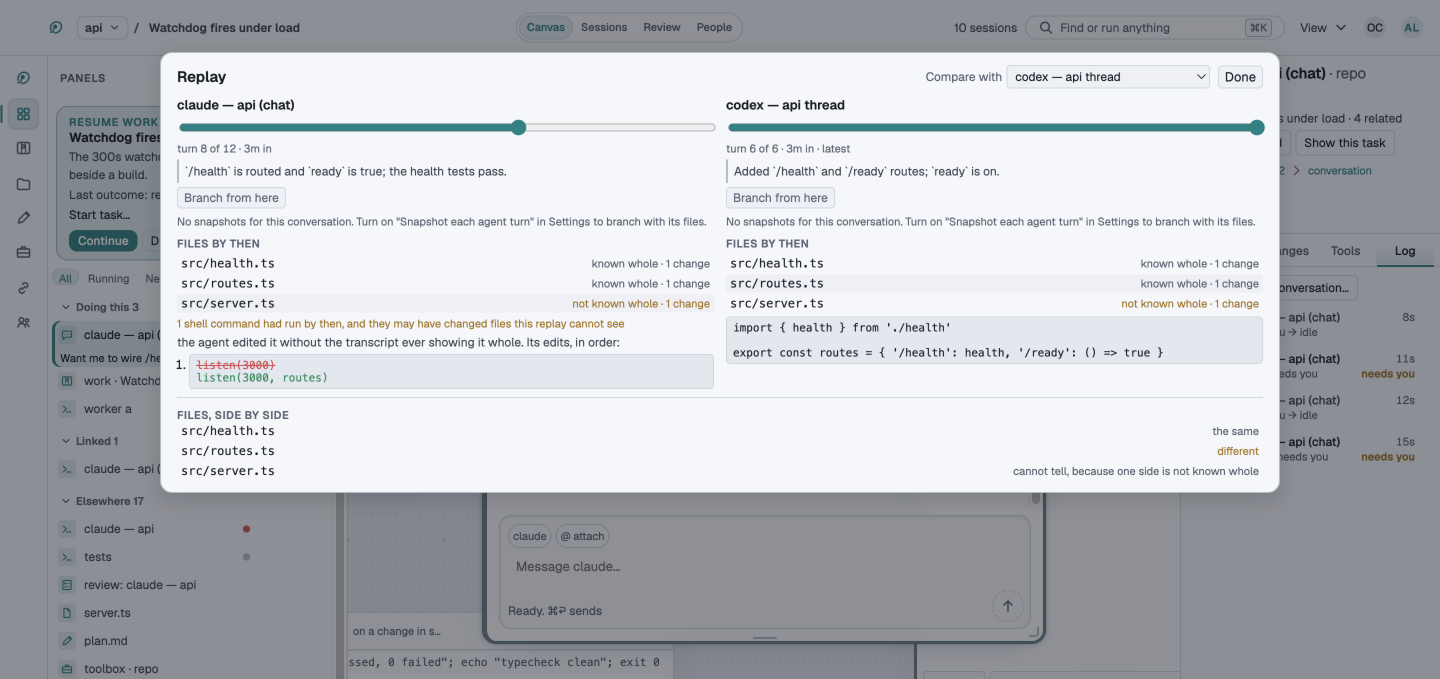 api
/
Watchdog fires under load
Canvas
Sessions
Review
People
10 sessions
Find or run anything
⌘K
View
OC
AL
PANELS
RESUME WORK
Watchdog fires
The 300s watch
beside a build.
Last outcome: re
Start task…
Continue
D
All
Running
Ne
Doing this 3
claude — api (
Want me to wire /he
work · Watchd
worker a
Linked 1
claude — api (
Elsewhere 17
claude — api
tests
review: claude — api
server.ts
plan.md
toolbox · repo
Replay
Compare with
codex — api thread
Done
claude — api (chat)
turn 8 of 12 · 3m in
`/health` is routed and `ready` is true; the health tests pass.
Branch from here
No snapshots for this conversation. Turn on "Snapshot each agent turn" in Settings to branch with its files.
FILES BY THEN
src/health.ts known whole · 1 change
src/routes.ts known whole · 1 change
src/server.ts not known whole · 1 change
1 shell command had run by then, and they may have changed files this replay cannot see
the agent edited it without the transcript ever showing it whole. Its edits, in order:
1. listen(3000)
listen(3000, routes)
codex — api thread
turn 6 of 6 · 3m in · latest
Added `/health` and `/ready` routes; `ready` is on.
Branch from here
No snapshots for this conversation. Turn on "Snapshot each agent turn" in Settings to branch with its files.
FILES BY THEN
src/health.ts known whole · 1 change
src/routes.ts known whole · 1 change
src/server.ts not known whole · 1 change
import { health } from './health'
export const routes = { '/health': health, '/ready': () => true }
FILES, SIDE BY SIDE
src/health.ts the same
src/routes.ts different
src/server.ts cannot tell, because one side is not known whole
claude
@ attach
Message claude…
Ready. ⌘⏎ sends
on a change in s…
ssed, 0 failed"; echo "typecheck clean"; exit 0
i (chat) · repo
s under load · 4 related
Show this task
conversation
nges
Tools
Log
onversation…
– api (chat) 8s
u → idle
– api (chat) 11s
eeds you needs you
– api (chat) 12s
u → idle
– api (chat) 15s
needs you needs you